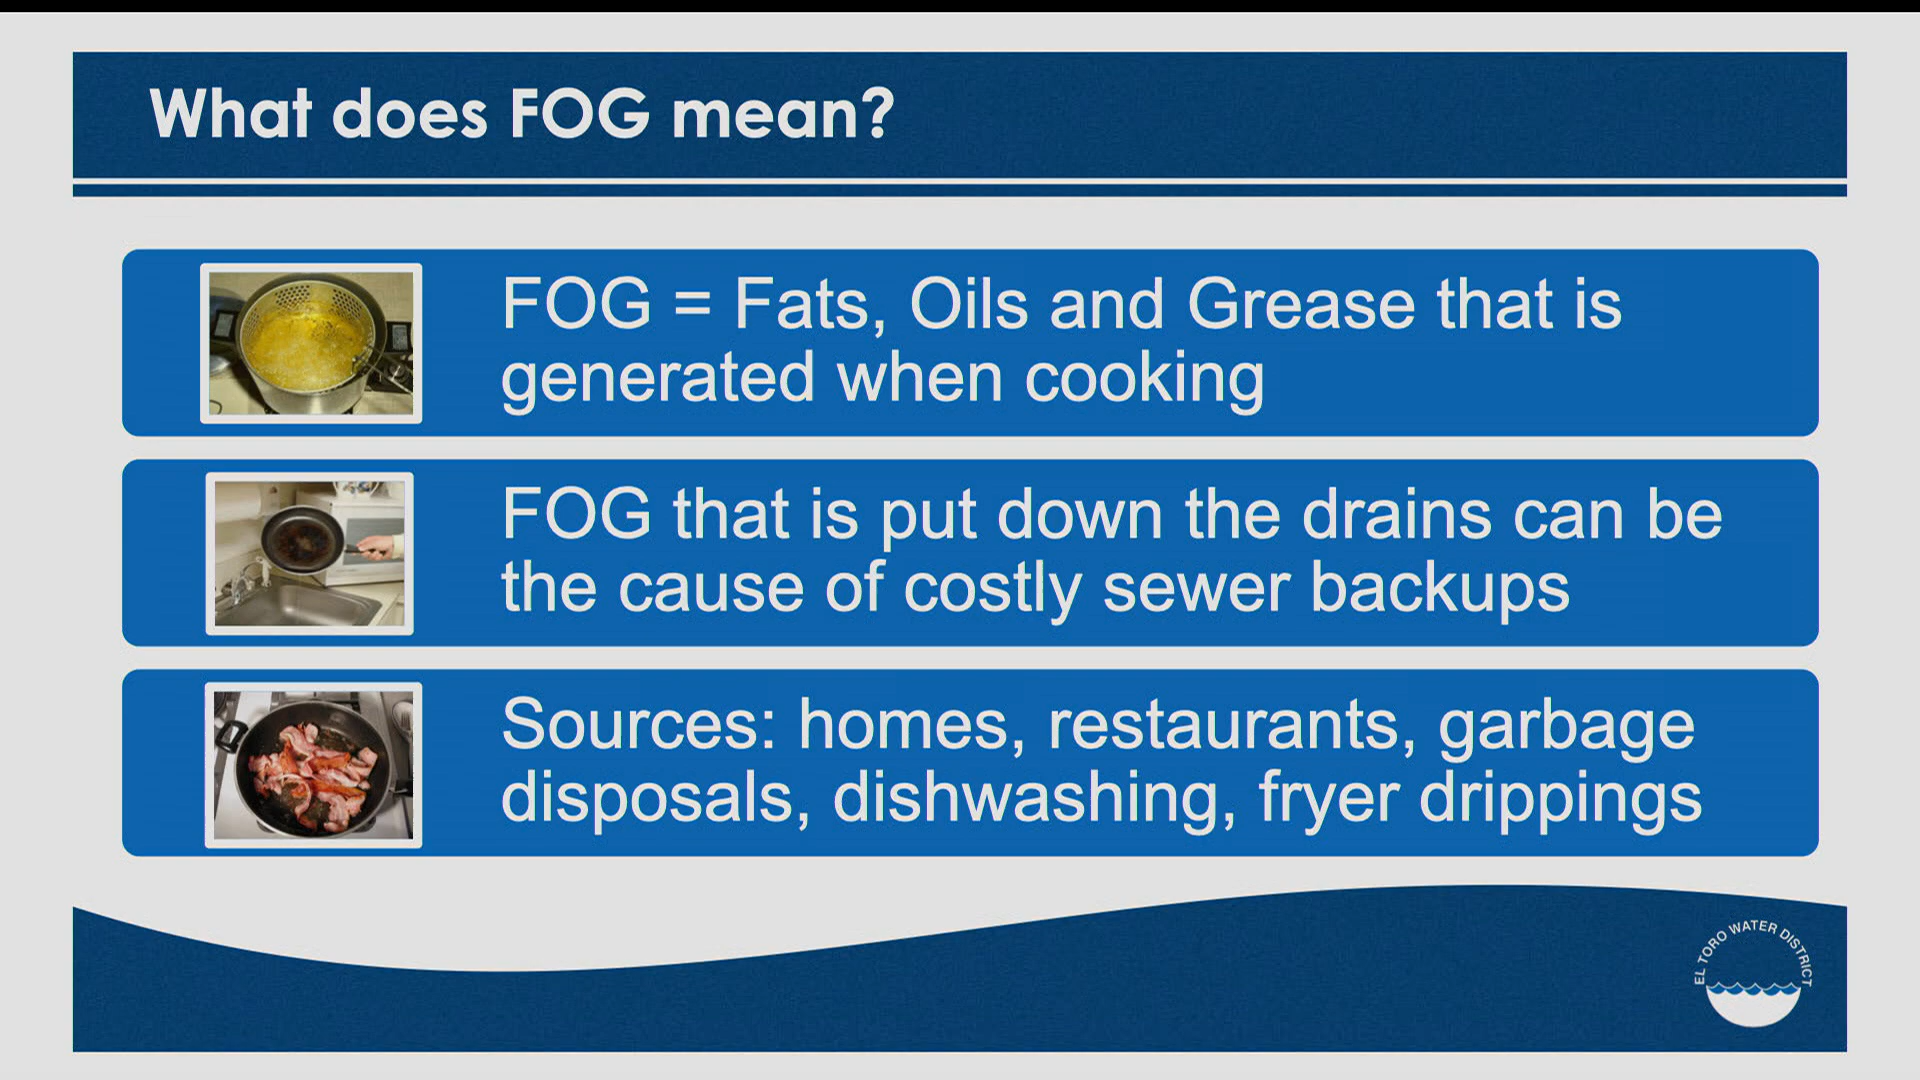 What does FOG mean?
FOG = Fats, Oils and Grease that is
generated when cooking
FOG that is put down the drains can be
the cause of costly sewer backups
Sources: homes, restaurants, garbage
disposals, dishwashing, fryer drippings
EL TORO WATER DISTRICT